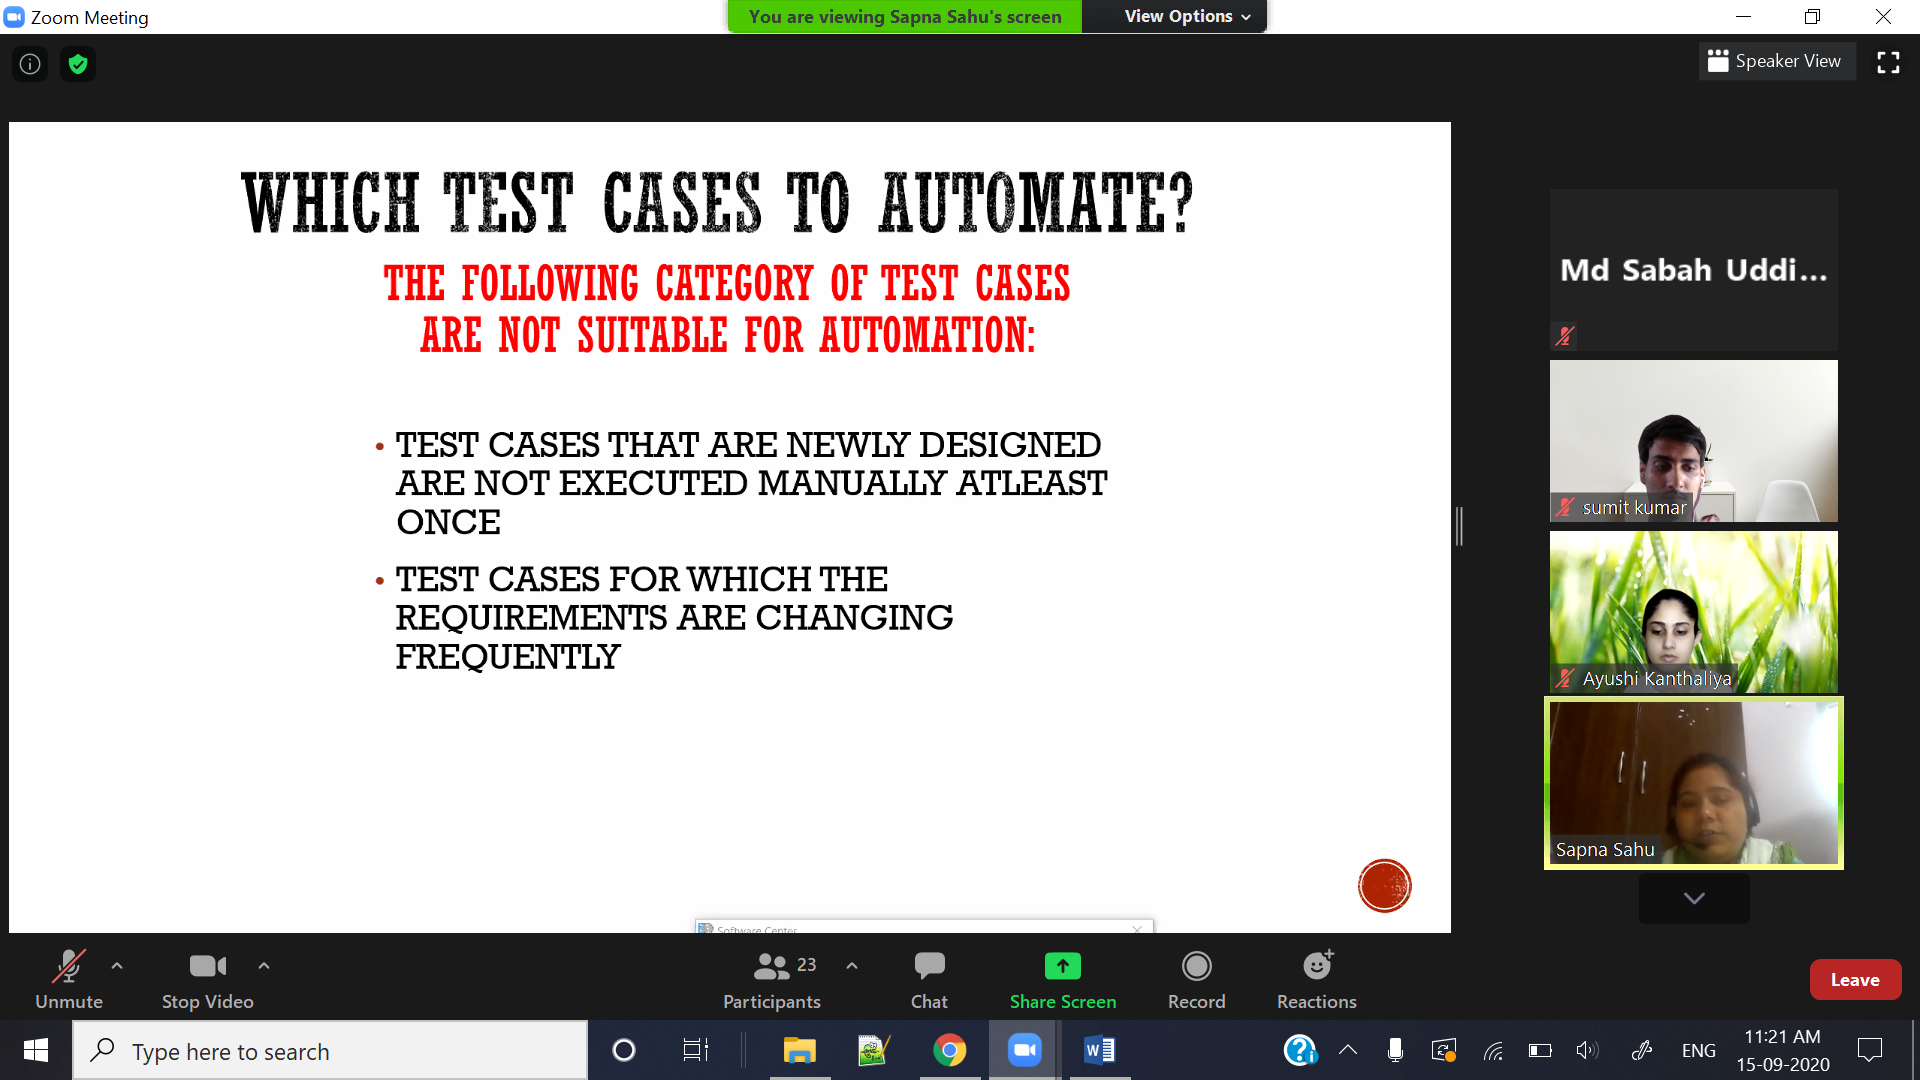 Zoom Meeting
You are viewing Sapna Sahu's screen
View Options
Speaker View
WHICH TEST CASES TO AUTOMATE?
THE FOLLOWING CATEGORY OF TEST CASES
ARE NOT SUITABLE FOR AUTOMATION:
• TEST CASES THAT ARE NEWLY DESIGNED
ARE NOT EXECUTED MANUALLY ATLEAST
ONCE
• TEST CASES FOR WHICH THE
REQUIREMENTS ARE CHANGING
FREQUENTLY
Md Sabah Uddi...
sumit kumar
Ayushi Kanthaliya
Sapna Sahu
Software Center
Unmute
Stop Video
23
Participants
Chat
Share Screen
Record
Reactions
Leave
Type here to search
ENG
11:21 AM
15-09-2020